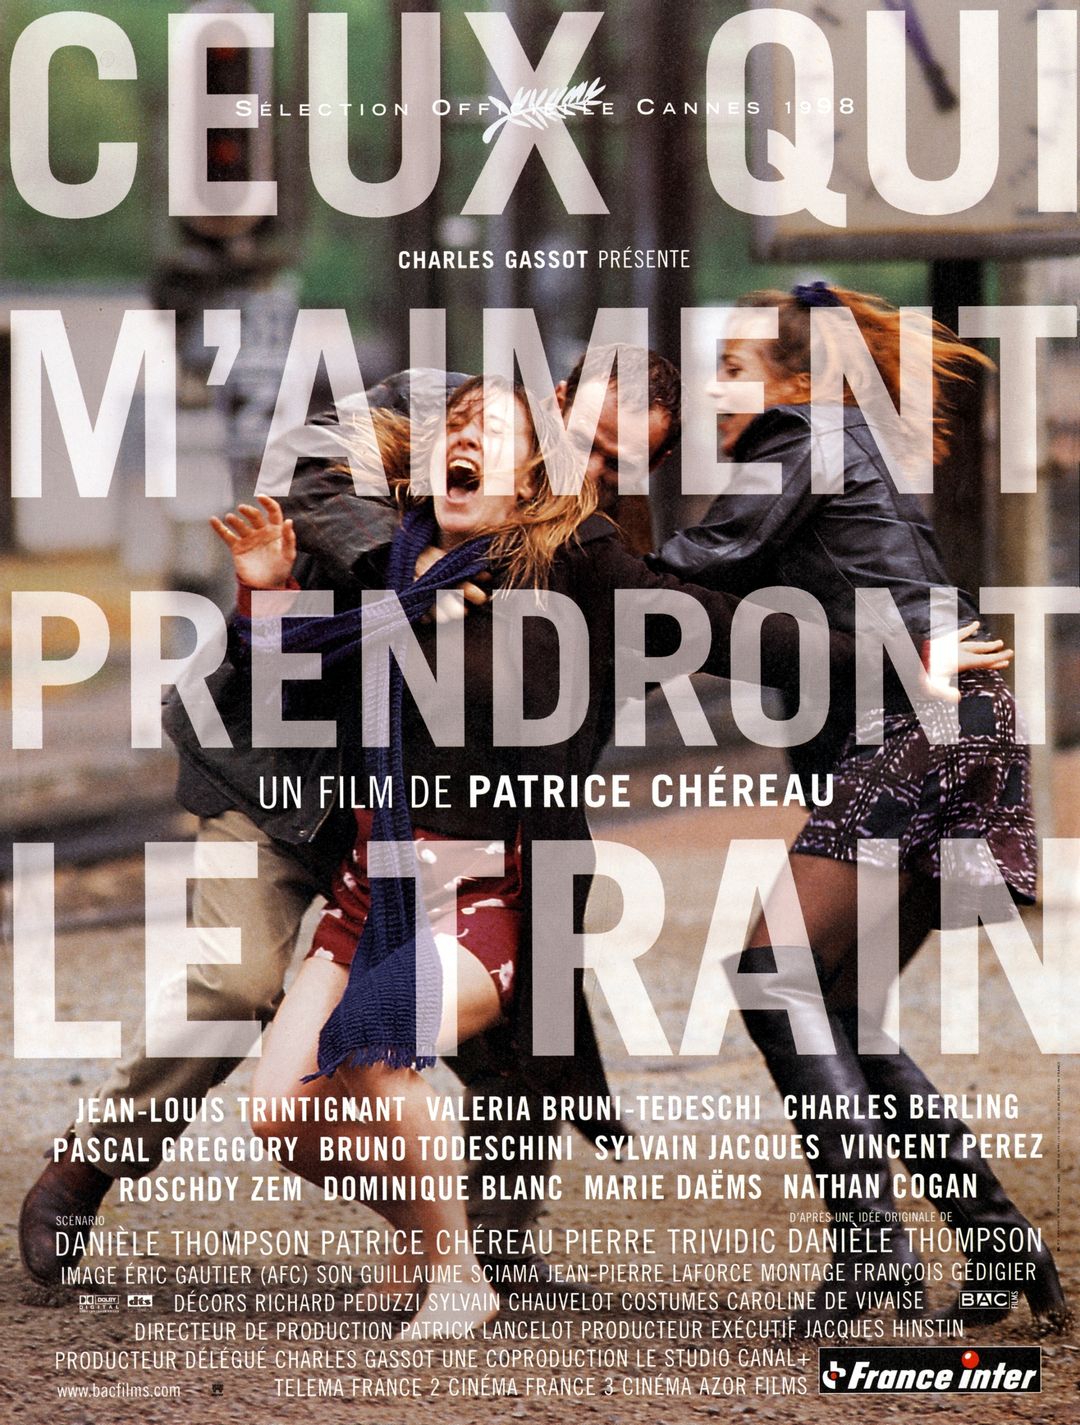 CEUX QUI
SÉLECTION OFFICIELLE CANNES 1998
CHARLES GASSOT PRÉSENTE
M'AIMENT
PRENDRONT
UN FILM DE PATRICE CHÉREAU
LE TRAIN
JEAN-LOUIS TRINTIGNANT VALERIA BRUNI-TEDESCHI CHARLES BERLING
PASCAL GREGGORY BRUNO TODESCHINI SYLVAIN JACQUES VINCENT PEREZ
ROSCHDY ZEM DOMINIQUE BLANC MARIE DAËMS NATHAN COGAN
SCÉNARIO D'APRÈS UNE IDÉE ORIGINALE DE
DANIÈLE THOMPSON PATRICE CHÉREAU PIERRE TRIVIDIC DANIÈLE THOMPSON
IMAGE ÉRIC GAUTIER (AFC) SON GUILLAUME SCIAMA JEAN-PIERRE LAFORCE MONTAGE FRANÇOIS GÉDIGIER
DOLBY DIGITAL dts DÉCORS RICHARD PEDUZZI SYLVAIN CHAUVELOT COSTUMES CAROLINE DE VIVAISE BAC FILMS
DIRECTEUR DE PRODUCTION PATRICK LANCELOT PRODUCTEUR EXÉCUTIF JACQUES HINSTIN
PRODUCTEUR DÉLÉGUÉ CHARLES GASSOT UNE COPRODUCTION LE STUDIO CANAL+
www.bacfilms.com TELEMA FRANCE 2 CINÉMA FRANCE 3 CINÉMA AZOR FILMS
France inter